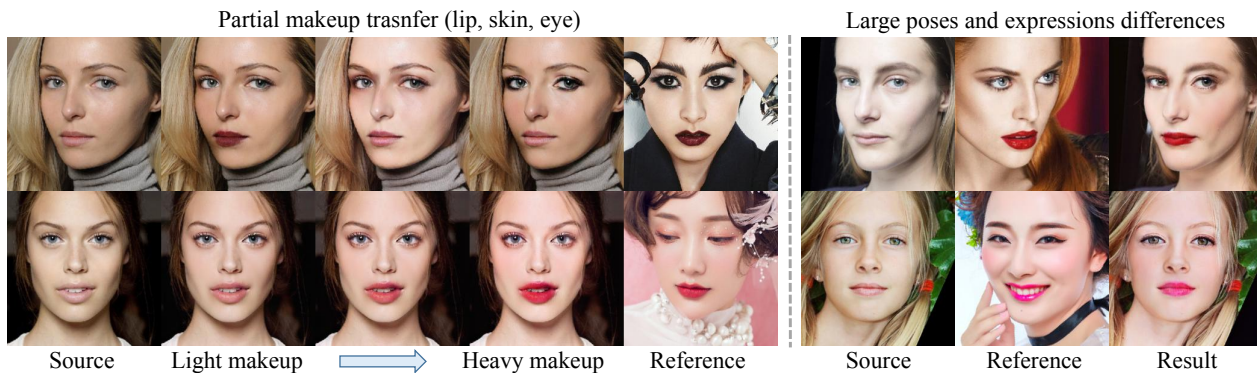 Partial makeup trasnfer (lip, skin, eye)
Large poses and expressions differences
Source Light makeup Heavy makeup Reference
Source Reference Result